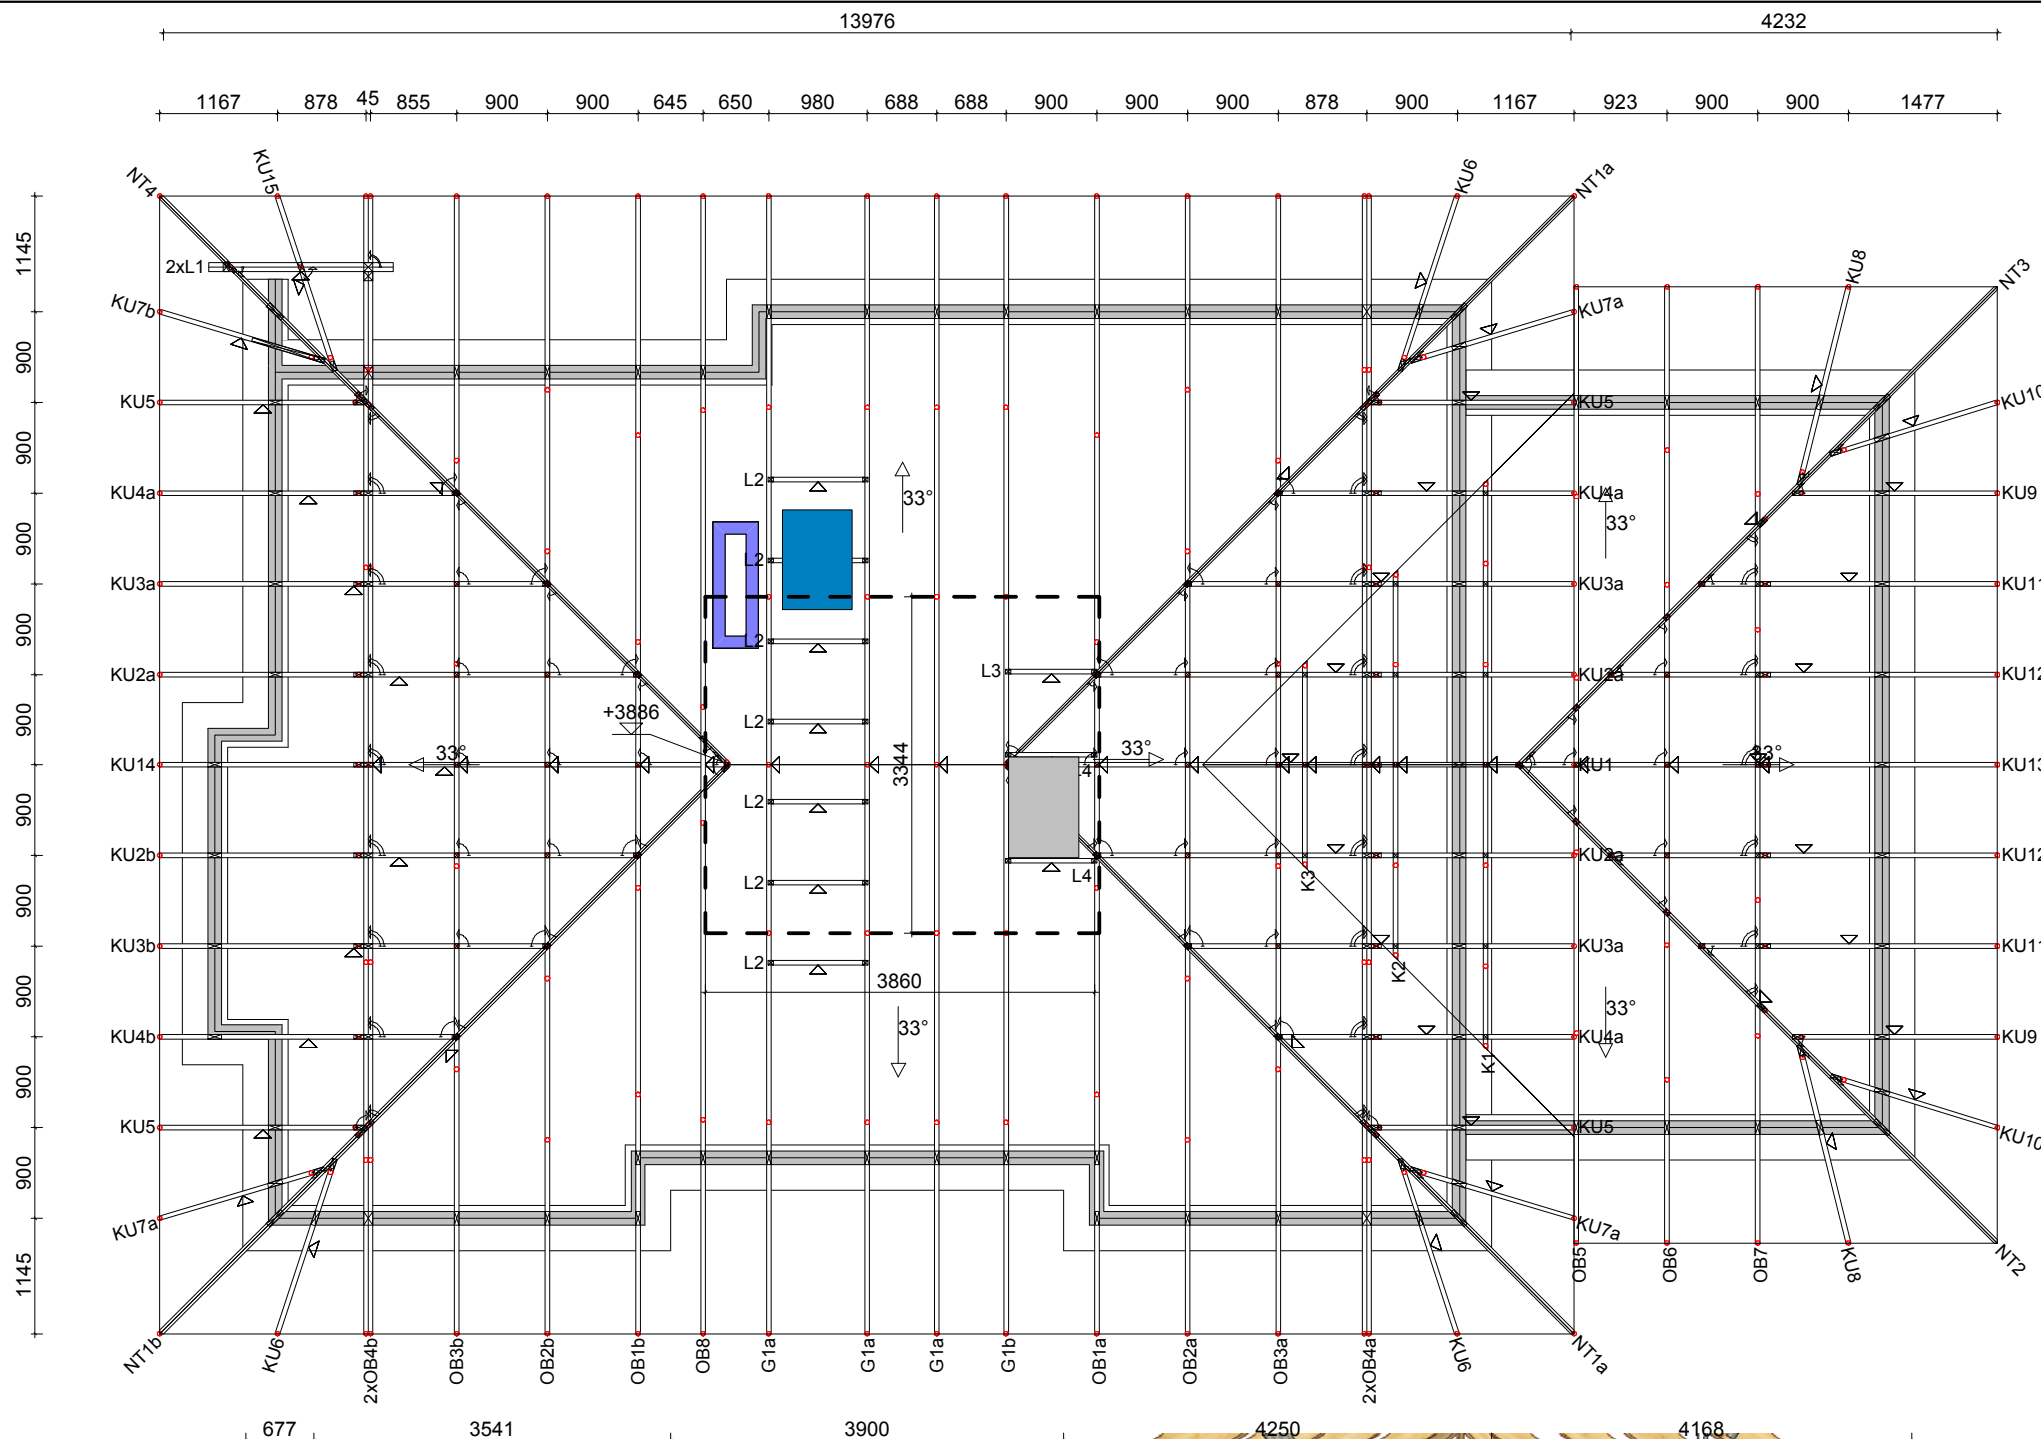 13976 4232
1167 878 45 855 900 900 645 650 980 688 688 900 900 900 878 900 1167 923 900 900 1477
NT4 KU15 KU6 NT1a
KU8 NT3
1145
2xL1
KU7b KU7a
900
KU5 KU5 KU10
900
L2 33°
KU4a KU4a KU9
33°
900
L2
KU3a KU3a KU11
900
L2
L3
KU2a KU2a KU12
900
+3886
L2
33° 3344 33° 33°
KU14 L4 KU1 KU13
900
L2
KU2b KU2a KU12
L2 L4 K3
900
KU3b KU3a KU11
L2 K2
3860
900
33° 33°
KU4b KU4a KU9
K1
900
KU5 KU5 KU10
900
KU7a KU7a
1145
OB5 OB6 OB7 KU8 NT2
NT1b KU6 2xOB4b OB3b OB2b OB1b OB8 G1a G1a G1a G1b OB1a OB2a OB3a 2xOB4a KU6 NT1a
677 3541 3900 4250 4168